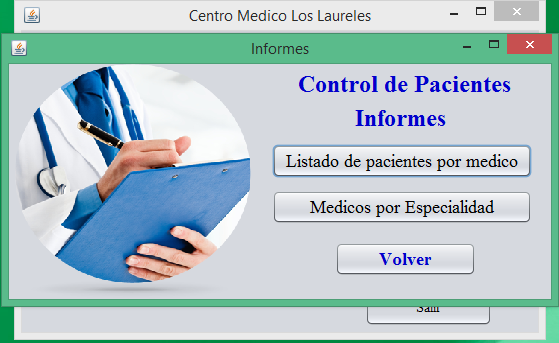 Centro Medico Los Laureles
Informes
Control de Pacientes
Informes
Listado de pacientes por medico
Medicos por Especialidad
Volver
Salir